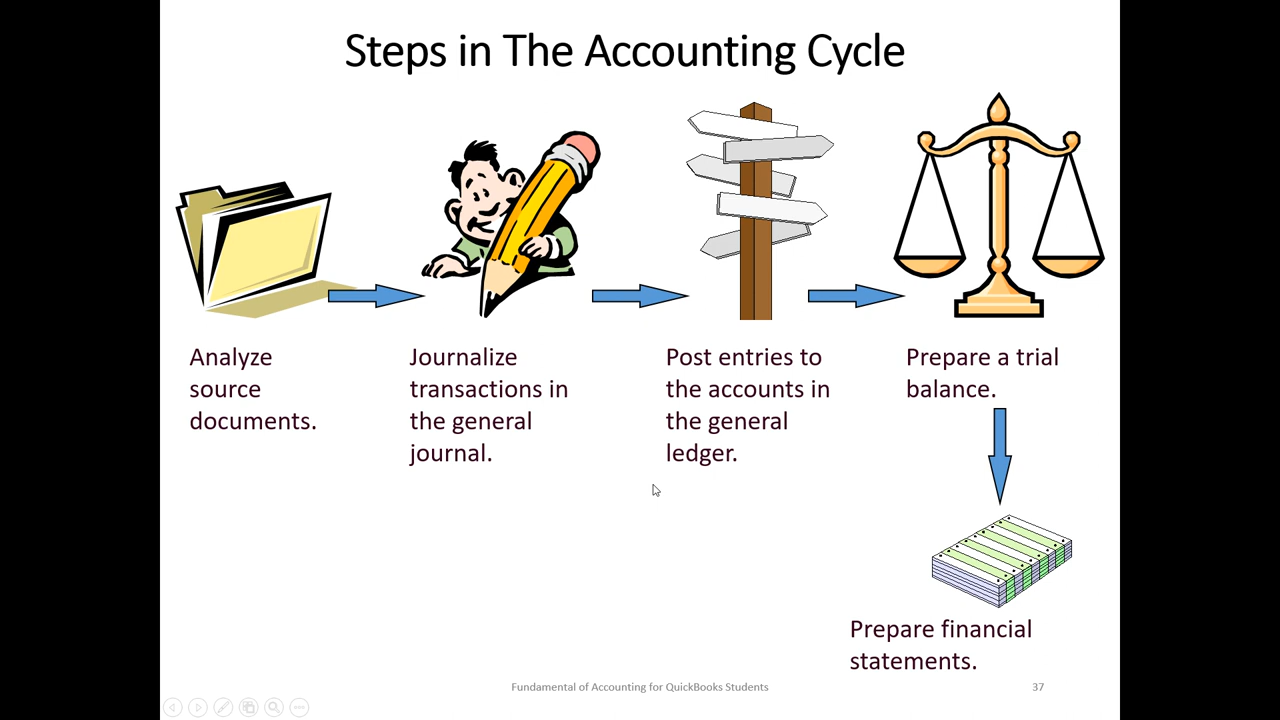 Steps in The Accounting Cycle
Analyze
source
documents.
Journalize
transactions in
the general
journal.
Post entries to
the accounts in
the general
ledger.
Prepare a trial
balance.
Prepare financial
statements.
Fundamental of Accounting for QuickBooks Students
37